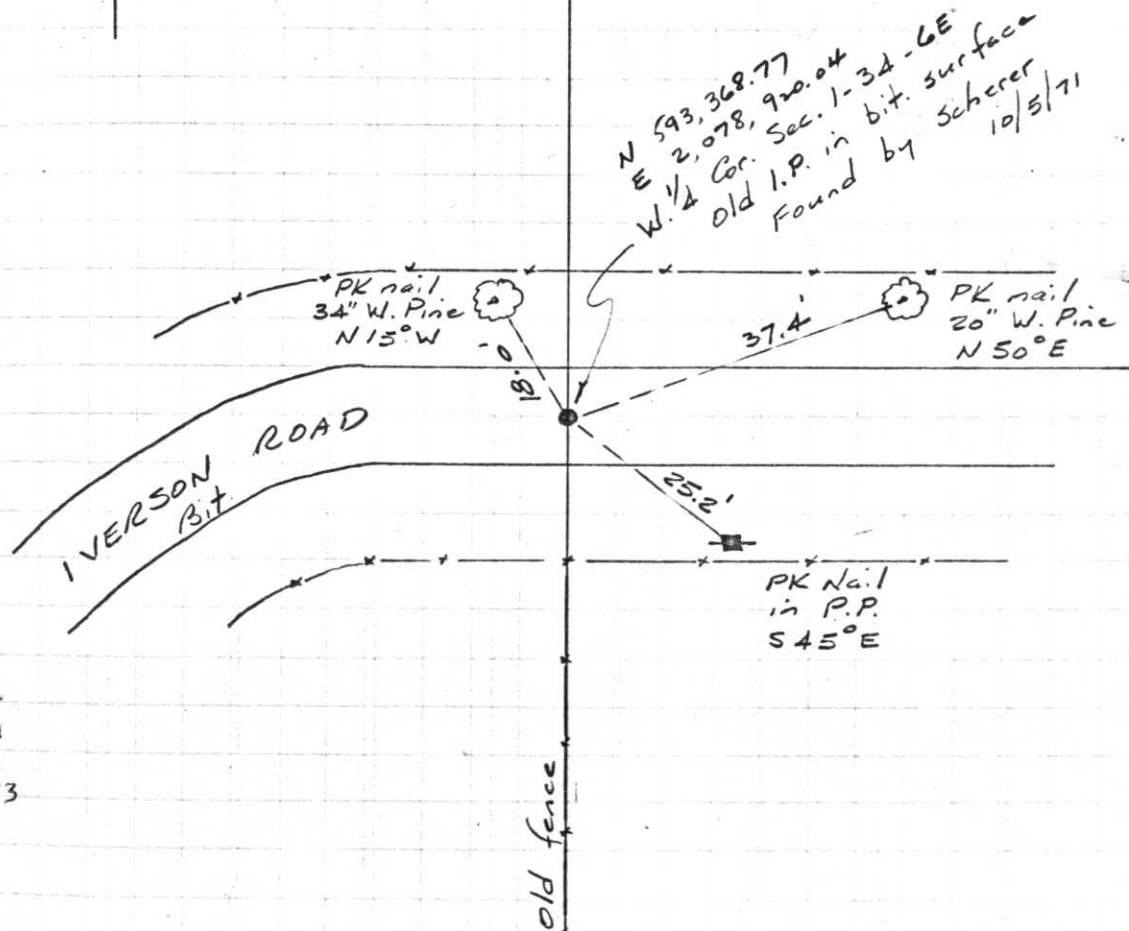 N 593,368.77
E 2,078,920.04
W. 1/4 Cor. Sec. 1-34-6E
Old I.P. in bit. surface
Found by Scherer
10/5/71
PK nail
34" W. Pine
N 15° W
18.0'
37.4'
PK nail
20" W. Pine
N 50° E
IVERSON ROAD
Bit.
25.2'
PK Nail
in P.P.
S 45° E
3
Old fence